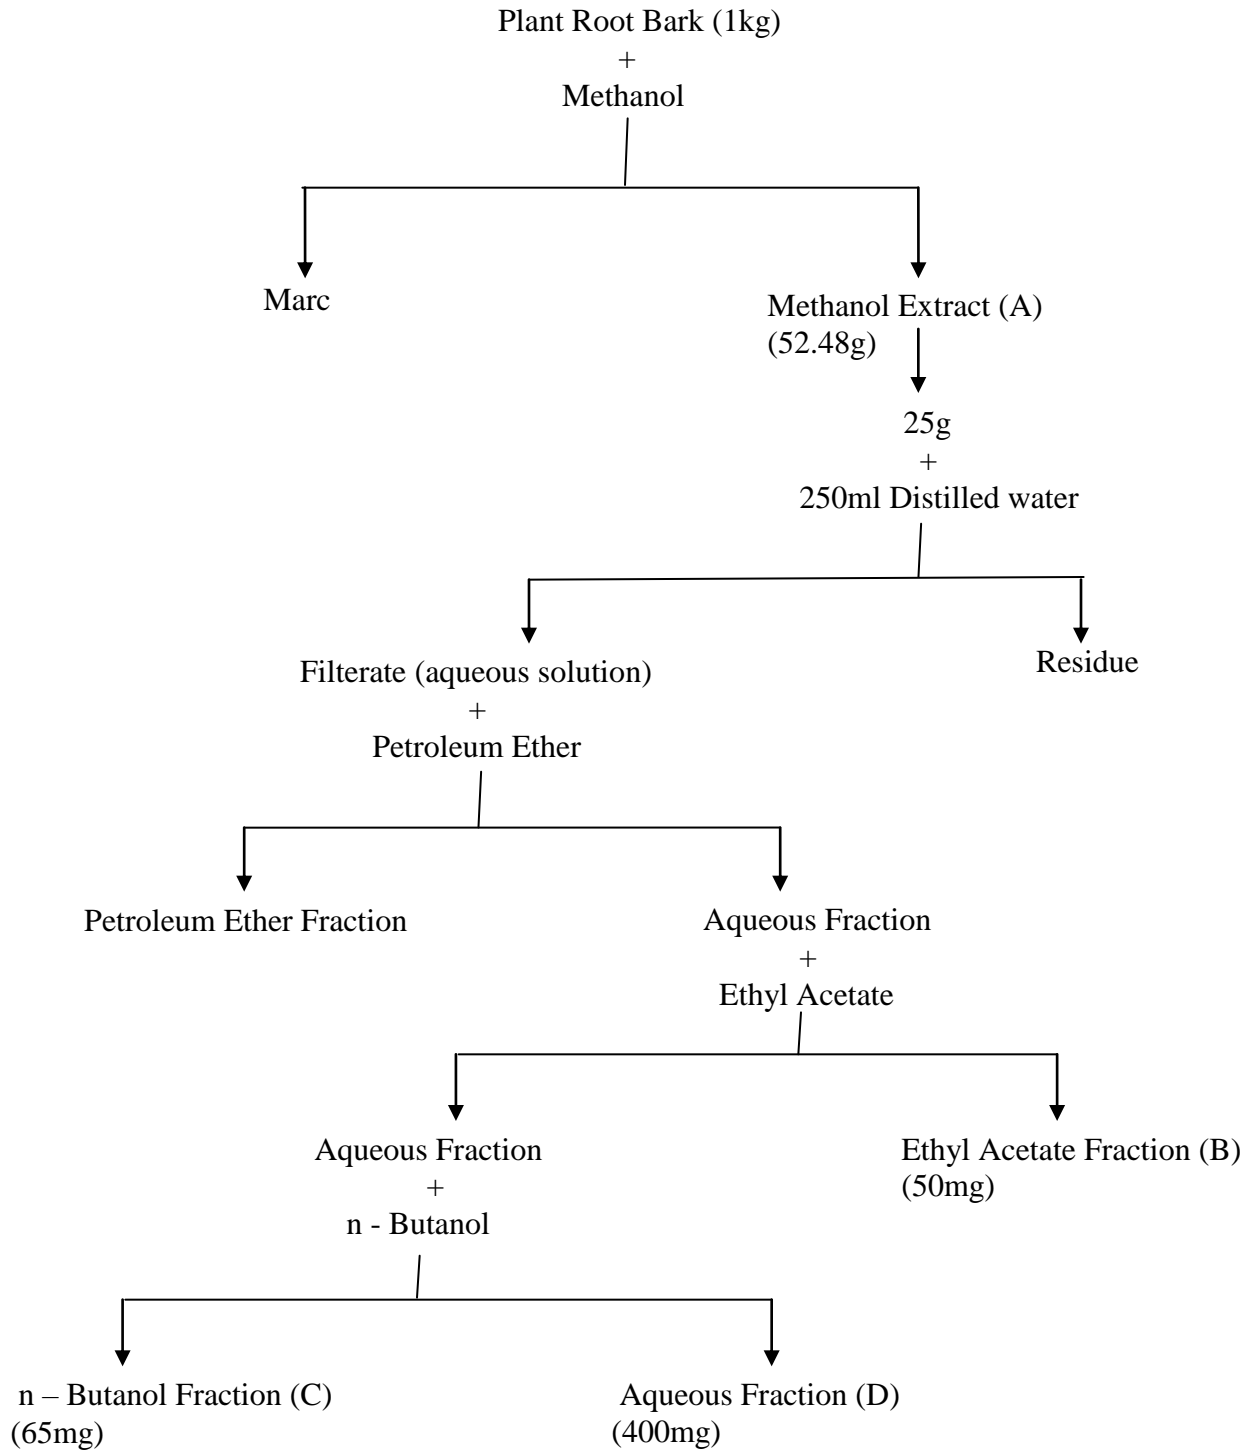 Plant Root Bark (1kg)
+
Methanol
Marc
Methanol Extract (A)
(52.48g)
25g
+
250ml Distilled water
Filterate (aqueous solution)
+
Petroleum Ether
Residue
Petroleum Ether Fraction
Aqueous Fraction
+
Ethyl Acetate
Aqueous Fraction
+
n - Butanol
Ethyl Acetate Fraction (B)
(50mg)
n – Butanol Fraction (C)
(65mg)
Aqueous Fraction (D)
(400mg)